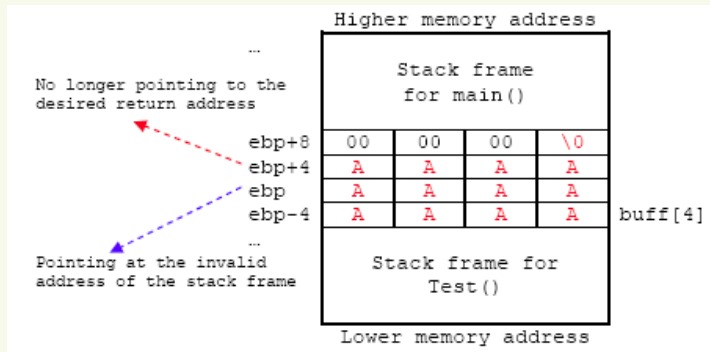 Higher memory address
…
Stack frame
for main()
No longer pointing to the
desired return address
ebp+8 00 00 00 \0
ebp+4 A A A A
ebp A A A A
ebp-4 A A A A buff[4]
…
Pointing at the invalid
address of the stack frame
Stack frame for
Test()
Lower memory address